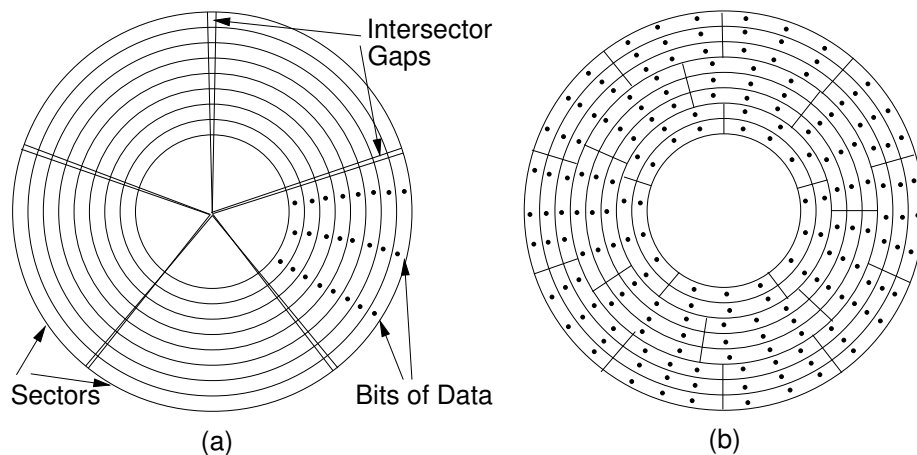 Intersector
Gaps
Sectors
Bits of Data
(a)
(b)